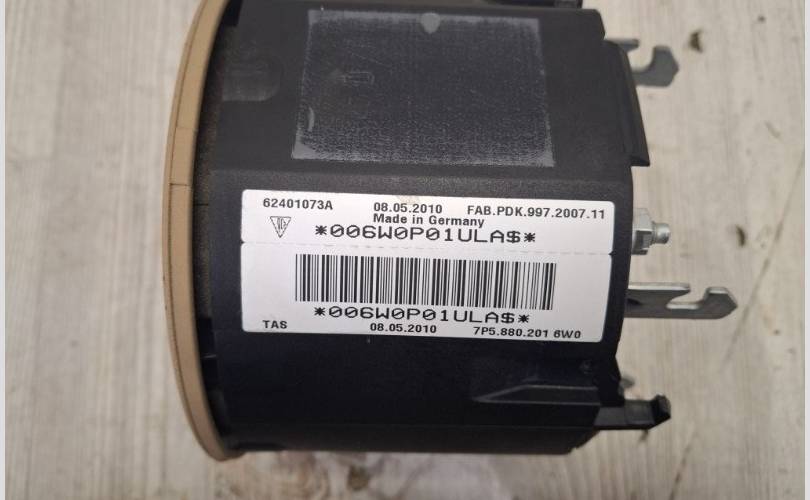 62401073A 08.05.2010 FAB.PDK.997.2007.11
Made in Germany
*006W0P01ULA$*
*006W0P01ULA$*
TAS 08.05.2010 7P5.880.201 6W0